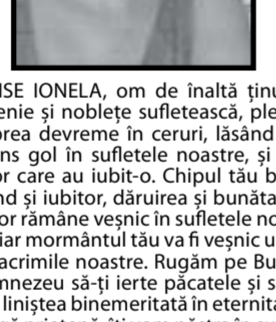 ISE IONELA, om de înaltă ținu
enie și noblețe sufletească, ple
rea devreme în ceruri, lăsând
ns gol în sufletele noastre, și
or care au iubit-o. Chipul tău b
nd și iubitor, dăruirea și bunăta
or rămâne veșnic în sufletele no
iar mormântul tău va fi veșnic u
acrimile noastre. Rugăm pe Bu
mnezeu să-ți ierte păcatele și s
liniștea binemeritată în eternita